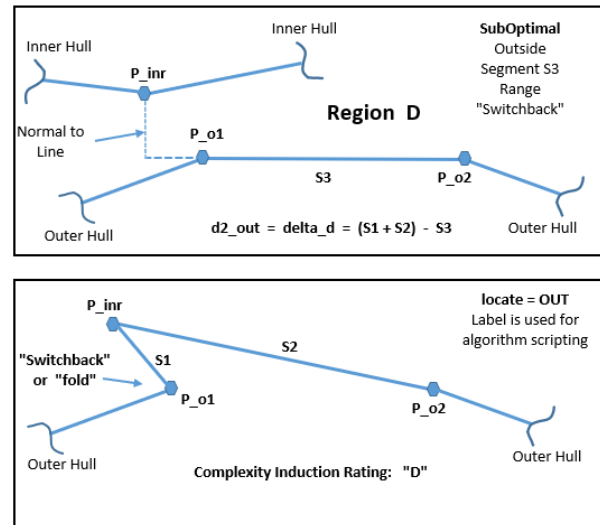 SubOptimal
Outside
Segment S3
Range
"Switchback"
Inner Hull
Inner Hull
P_inr
Region D
Normal to
Line
P_o1
S3
P_o2
Outer Hull
Outer Hull
d2_out = delta_d = (S1 + S2) - S3
P_inr
locate = OUT
Label is used for
algorithm scripting
"Switchback"
or "fold"
S1
S2
P_o1
P_o2
Outer Hull
Outer Hull
Complexity Induction Rating: "D"